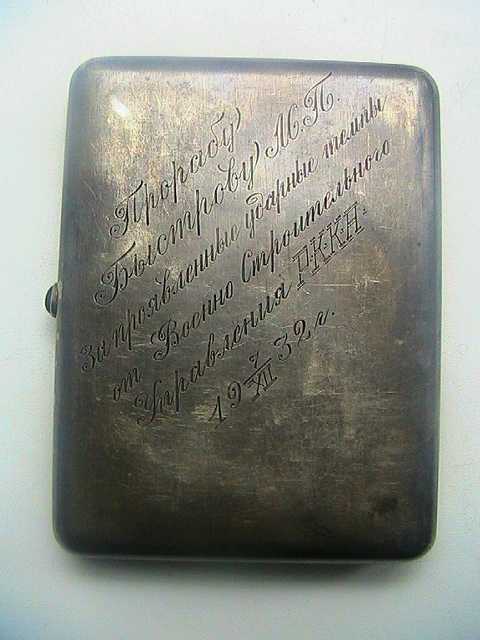 Прорабу
Быстрову М.П.
За проявленные ударные темпы
от Военно Строительного
Управления Р.К.К.А.
19 7/XII 32 г.